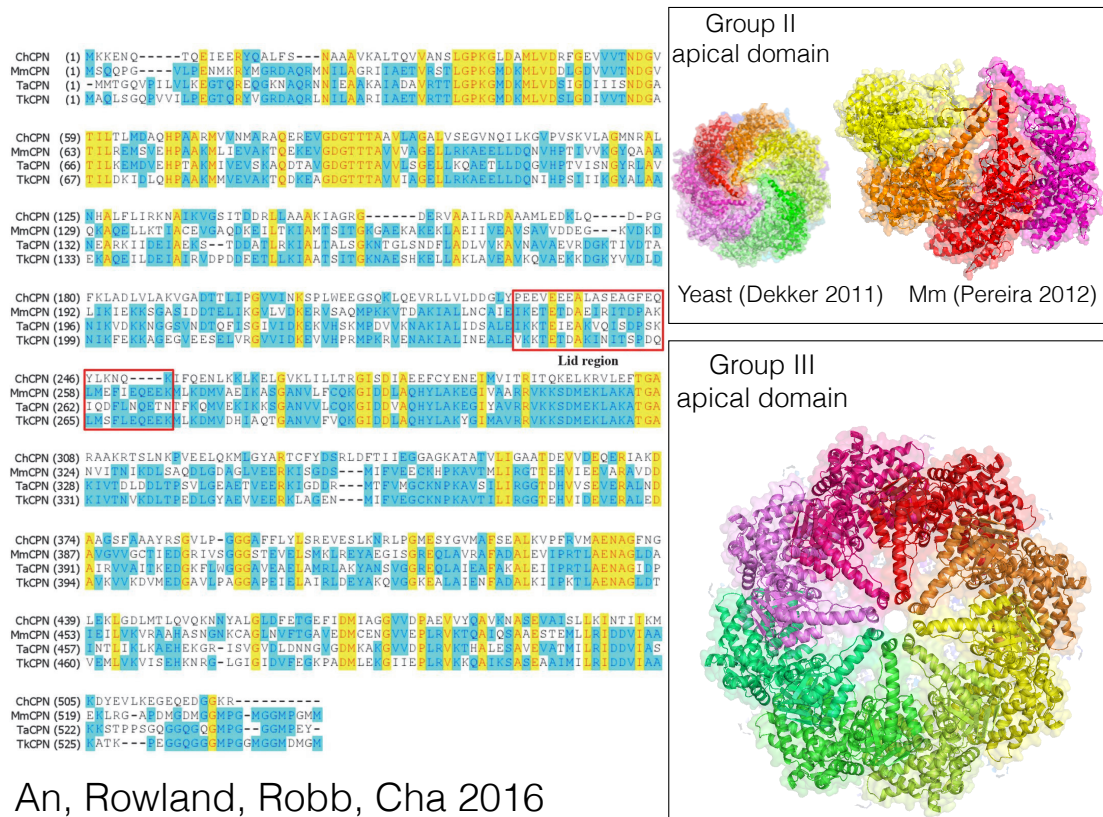 ChCPN (1) MKKENQ-----TQEIEERYQALFS--NAAAVKALTQVVANSLGPKGLDAMLVDRFGEVVVTNDGV
MmCPN (1) MSQQPG-----VLPENMKRYMGRDAQRMNILAGRIIAETVRSTLGPKGMDKMLVDDLGDVVVTNDGV
TaCPN (1) -MMTGQVPILVLKEGTQREQGKNAQRNNIEAAKAIADAVRTTLGPKGMDKMLVDSIGDIIISNDGA
TkCPN (1) MAQLSGQPVVILPEGTQRYVGRDAQRLNILAARIIAETVRTTLGPKGMDKMLVDSLGDIVVTNDGA
ChCPN (59) TILTLMDAQHPAARMVVNMARAQEREVGDGTTTAAVLAGALVSEGVNQILKGVPVSKVLAGMNRAL
MmCPN (63) TILREMSVEHPAAKMLIEVAKTQEKEVGDGTTTAVVVAGELLRKAEELLDQNVHPTIVVKGYQAAA
TaCPN (66) TILKEMDVEHPTAKMIVEVSKAQDTAVGDGTTTAVVLSGELLKQAETLLDQGVHPTVISNGYRLAV
TkCPN (67) TILDKIDLQHPAAKMMVEVAKTQDKEAGDGTTTAVVIAGELLRKAEELLDQNIHPSIIIKGYALAA
ChCPN (125) NHALFLIRKNAIKVGSITDDRLLAAAKIAGRG------DERVAAILRDAAAMLEDKLQ--D-PG
MmCPN (129) KQAQELLKTIACEVGAQDKEILTKIAMTSITGKGAEKAKEKLAEIIVEAVSAVVDDEG---KVDKD
TaCPN (132) NEARKIIDEIAEKS--TDDATLRKIALTALSGKNTGLSNDFLADLVVKAVNAVAEVRDGKTIVDTA
TkCPN (133) EKAQEILDEIAIRVDPDDEETLLKIAATSITGKNAESHKELLAKLAVEAVKQVAEKKDGKYVVDLD
ChCPN (180) FKLADLVLAKVGADTTLIPGVVINKSPLWEEGSQKLQEVRLLVLDDGLYPEEVEEEALASEAGFEQ
MmCPN (192) LIKIEKKSGASIDDTELIKGVLVDKERVSAQMPKKVTDAKIALLNCAIEIKETETDAEIRITDPAK
TaCPN (196) NIKVDKKNGGSVNDTQFISGIVIDKEKVHSKMPDVVKNAKIALIDSALEIKKTEIEAKVQISDPSK
TkCPN (199) NIKFEKKAGEGVEESELVRGVVIDKEVVHPRMPKRVENAKIALINEALEVKKTETDAKINITSPDQ
Lid region
ChCPN (246) YLKNQ----KIFQENLKKLKELGVKLILLTRGISDIAEEFCYENEIMVITRITQKELKRVLEFTGA
MmCPN (258) LMEFIEQEEKMLKDMVAEIKASGANVLFCQKGIDDLAQHYLAKEGIVAARRVKKSDMEKLAKATGA
TaCPN (262) IQDFLNQETNTFKQMVEKIKKSGANVVLCQKGIDDVAQHYLAKEGIYAVRRVKKSDMEKLAKATGA
TkCPN (265) LMSFLEQEEKMLKDMVDHIAQTGANVVFVQKGIDDLAQHYLAKYGIMAVRRVKKSDMEKLAKATGA
ChCPN (308) RAAKRTSLNKPVEELQKMLGYARTCFYDSRLDFTIIEGGAGKATATVLIGAATDEVVDEQERIAKD
MmCPN (324) NVITNIKDLSAQDLGDAGLVEERKISGDS---MIFVEECKHPKAVTMLIRGTTEHVIEEVARAVDD
TaCPN (328) KIVTDLDDLTPSVLGEAETVEERKIGDDR---MTFVMGCKNPKAVSILIRGGTDHVVSEVERALND
TkCPN (331) KIVTNVKDLTPEDLGYAEVVEERKLAGEN---MIFVEGCKNPKAVTILIRGGTEHVIDEVERALED
ChCPN (374) AAGSFAAAYRSGVLP-GGGAFFLYLSREVESLKNRLPGMESYGVMAFSEALKVPFRVMAENAGFNG
MmCPN (387) AVGVVGCTIEDGRIVSGGGSTEVELSMKLREYAEGISGREQLAVRAFADALEVIPRTLAENAGLDA
TaCPN (391) AIRVVAITKEDGKFLWGGGAVEAELAMRLAKYANSVGGREQLAIEAFAKALEIIPRTLAENAGIDP
TkCPN (394) AVKVVKDVMEDGAVLPAGGAPEIELAIRLDEYAKQVGGKEALAIENFADALKIIPKTLAENAGLDT
ChCPN (439) LEKLGDLMTLQVQKNNYALGLDFETGEFIDMIAGGVVDPAEVVYQAVKNASEVAISLLKINTIIKM
MmCPN (453) IEILVKVRAAHASNGNKCAGLNVFTGAVEDMCENGVVEPLRVKTQAIQSAAESTEMLLRIDDVIAA
TaCPN (457) INTLIKLKAEHEKGR-ISVGVDLDNNGVGDMKAKGVVDPLRVKTHALESAVEVATMILRIDDVIAS
TkCPN (460) VEMLVKVISEHKNRG-LGIGIDVFEGKPADMLEKGIIEPLRVKKQAIKSASEAAIMILRIDDVIAA
ChCPN (505) KDYEVLKEGEQEDGGKR------------
MmCPN (519) EKLRG-APDMGDMGGMPG-MGGMPGMM
TaCPN (522) KKSTPPSGQGGQGQGMPG--GGMPEY-
TkCPN (525) KATK---PEGGQGGGMPGGMGGMDMGM
An, Rowland, Robb, Cha 2016
Group II
apical domain
Yeast (Dekker 2011) Mm (Pereira 2012)
Group III
apical domain